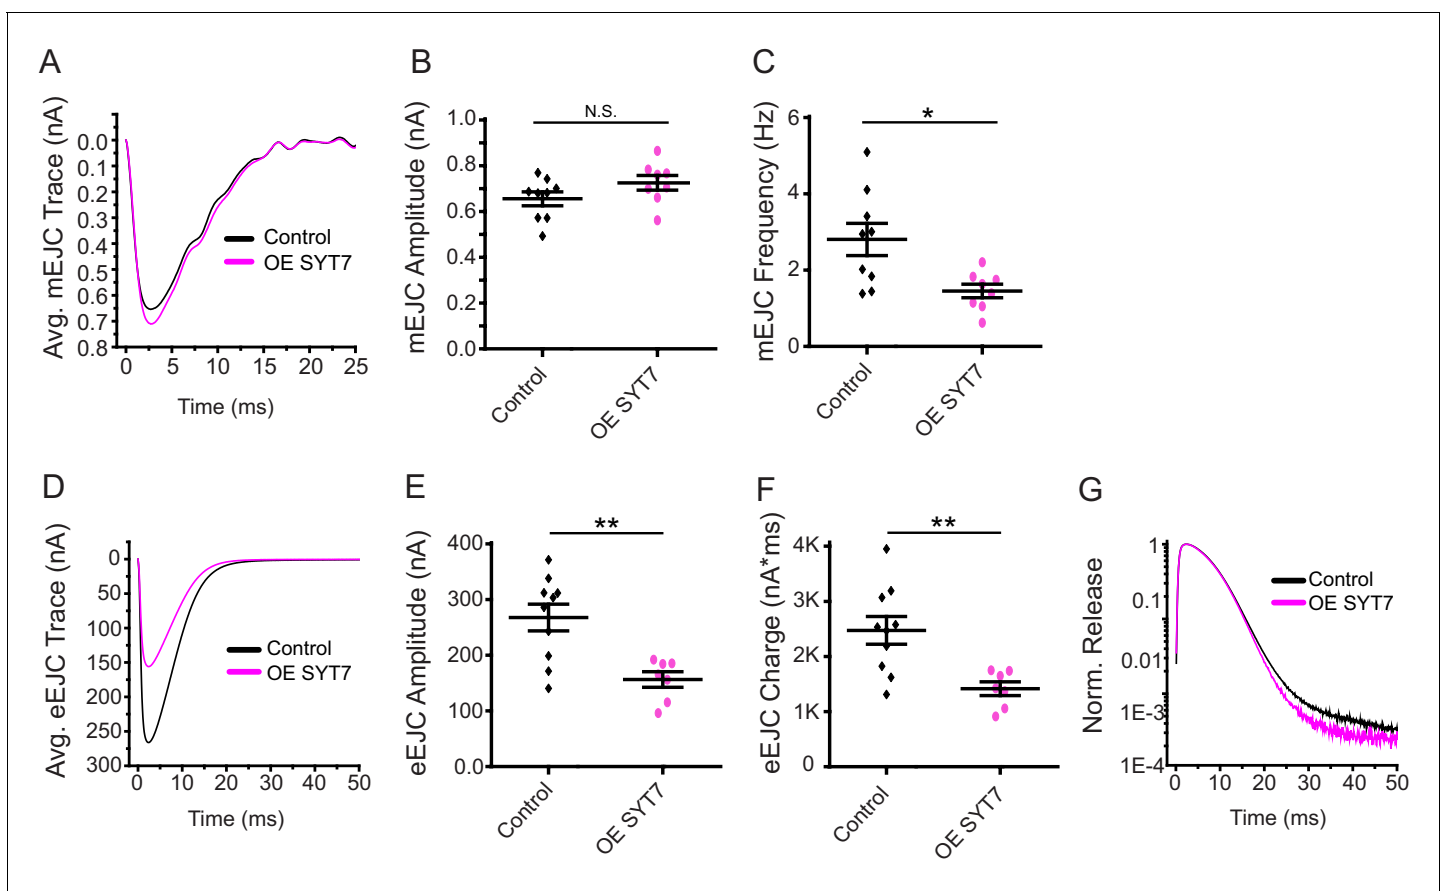 A
Avg. mEJC Trace (nA)
0.0
0.1
0.2
0.3
0.4
0.5
0.6
0.7
0.8
Control
OE SYT7
0 5 10 15 20 25
Time (ms)
B
mEJC Amplitude (nA)
1.0
0.8
0.6
0.4
0.2
0.0
N.S.
Control
OE SYT7
C
mEJC Frequency (Hz)
6
4
2
0
*
Control
OE SYT7
D
Avg. eEJC Trace (nA)
0
50
100
150
200
250
300
Control
OE SYT7
0 10 20 30 40 50
Time (ms)
E
eEJC Amplitude (nA)
400
300
200
100
0.0
**
Control
OE SYT7
F
eEJC Charge (nA*ms)
4K
3K
2K
1K
0
**
Control
OE SYT7
G
Norm. Release
1
0.1
0.01
1E-3
1E-4
Control
OE SYT7
0 10 20 30 40 50
Time (ms)